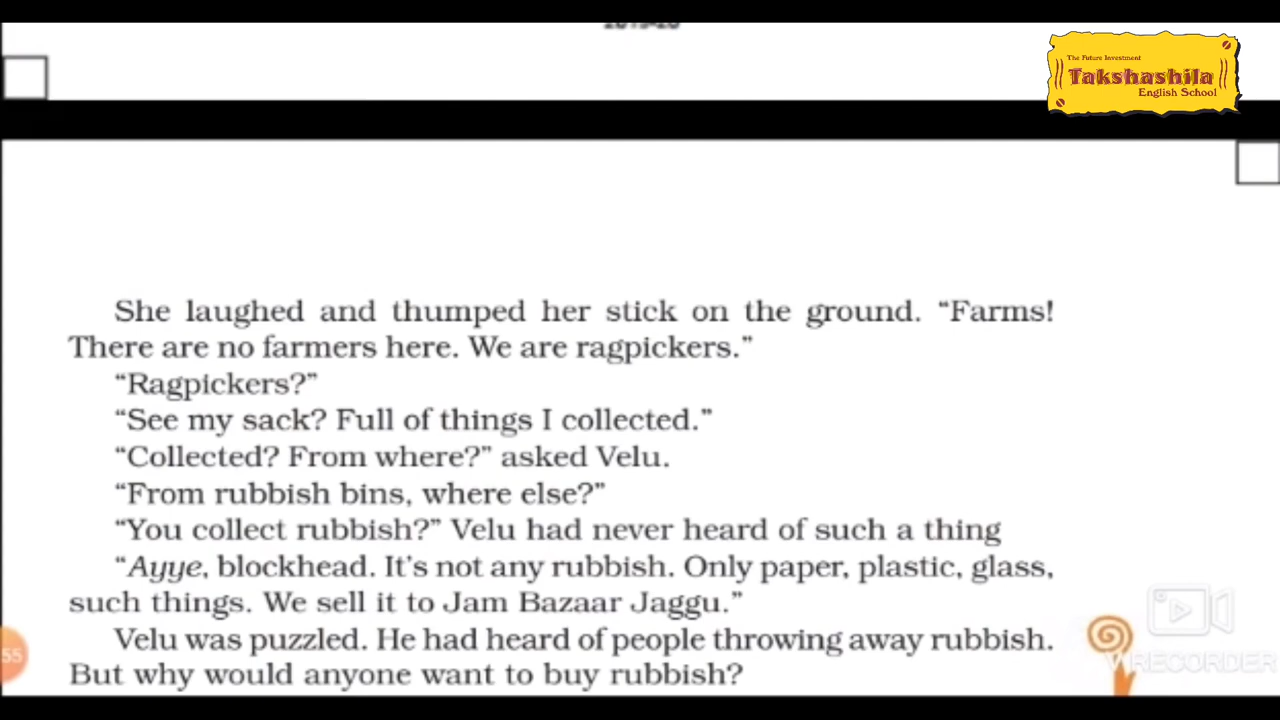 The Future Investment
Takshashila
English School
She laughed and thumped her stick on the ground. “Farms!
There are no farmers here. We are ragpickers.”
“Ragpickers?”
“See my sack? Full of things I collected.”
“Collected? From where?” asked Velu.
“From rubbish bins, where else?”
“You collect rubbish?” Velu had never heard of such a thing
“Ayye, blockhead. It’s not any rubbish. Only paper, plastic, glass,
such things. We sell it to Jam Bazaar Jaggu.”
Velu was puzzled. He had heard of people throwing away rubbish.
But why would anyone want to buy rubbish?
55
RECORDER